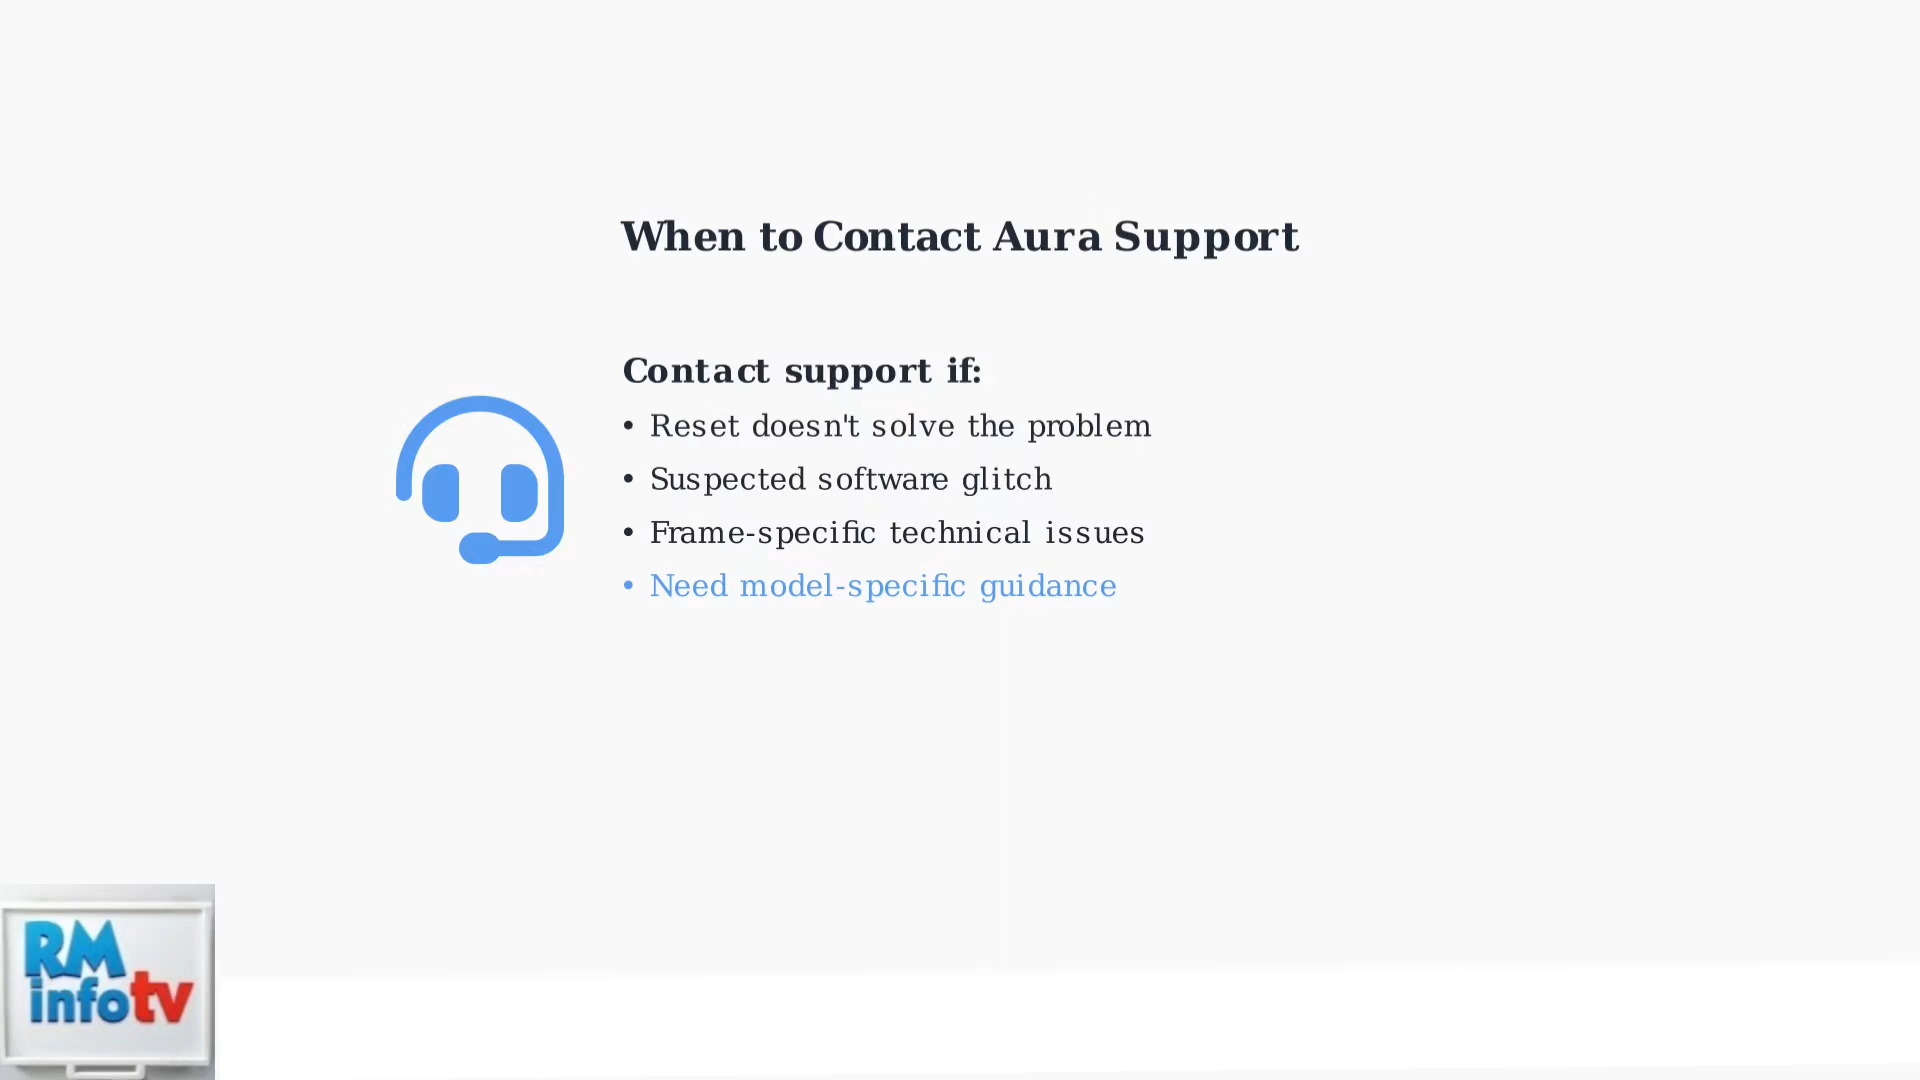 When to Contact Aura Support
Contact support if:
• Reset doesn't solve the problem
• Suspected software glitch
• Frame-specific technical issues
• Need model-specific guidance
RM
infotv